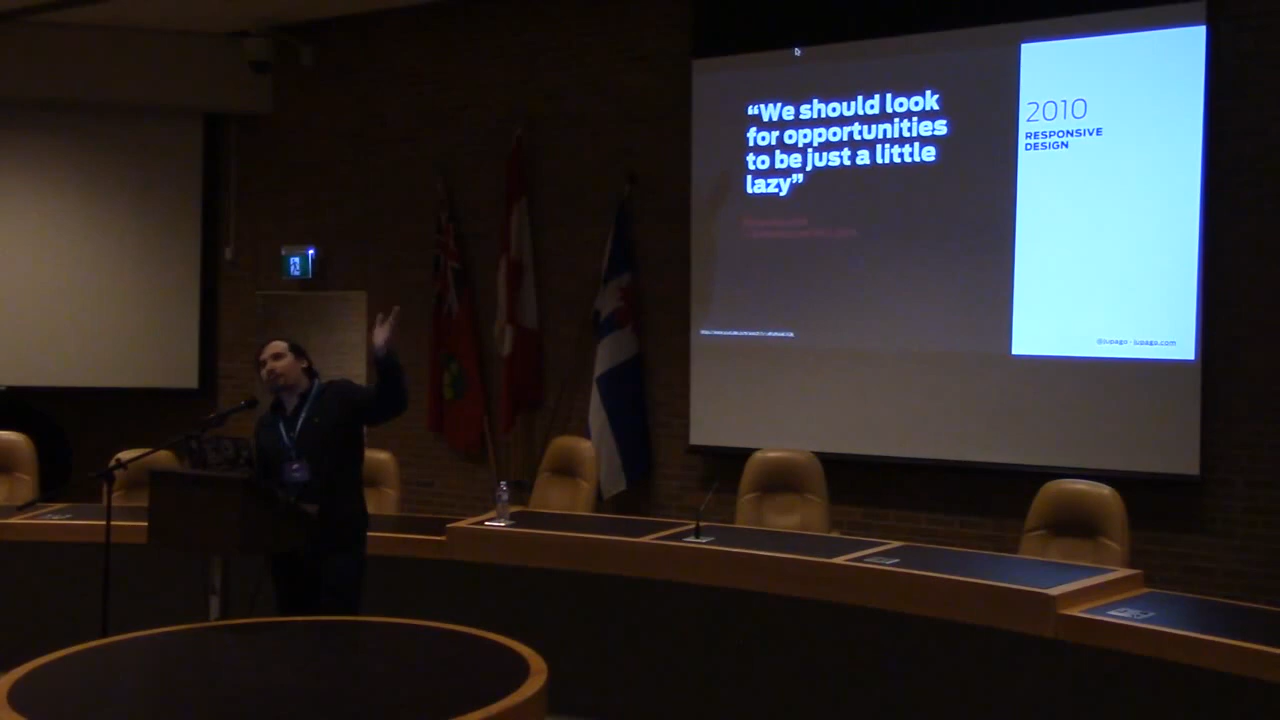 “We should look
for opportunities
to be just a little
lazy”
2010
RESPONSIVE
DESIGN
@jupago - jupago.com